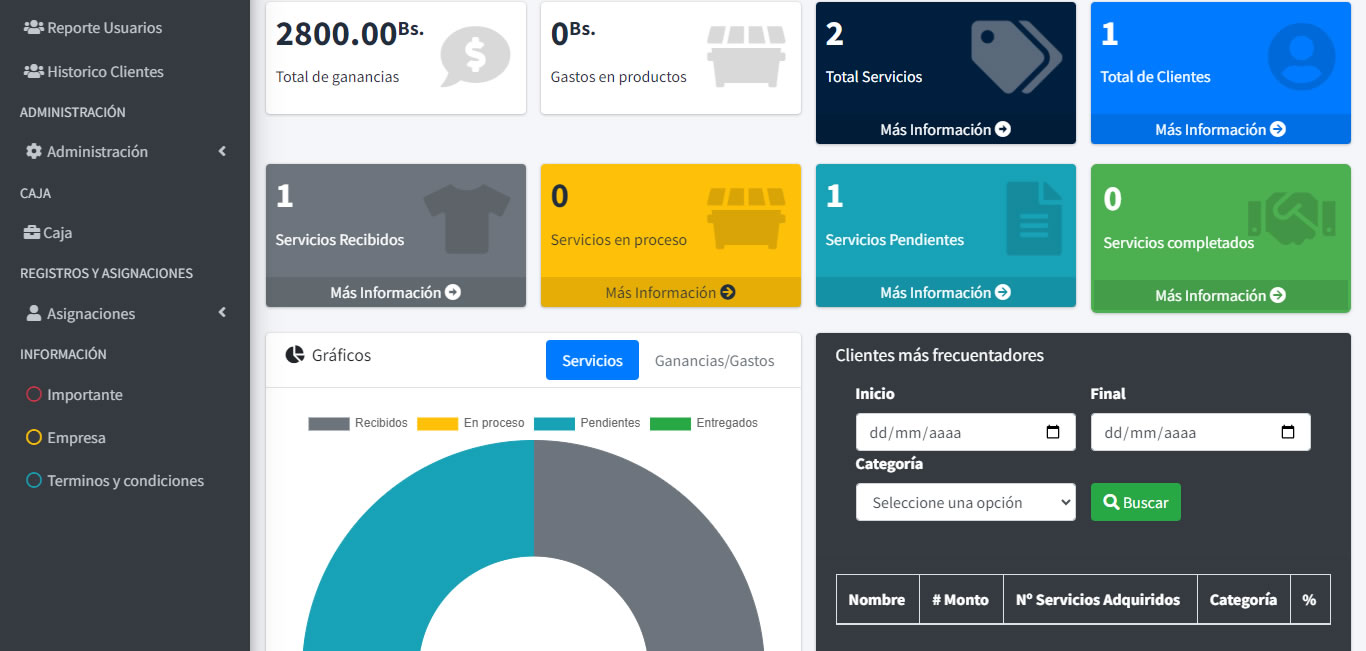 Reporte Usuarios
Historico Clientes
ADMINISTRACIÓN
Administración
CAJA
Caja
REGISTROS Y ASIGNACIONES
Asignaciones
INFORMACIÓN
Importante
Empresa
Terminos y condiciones
2800.00Bs.
Total de ganancias
0Bs.
Gastos en productos
2
Total Servicios
Más Información
1
Total de Clientes
Más Información
1
Servicios Recibidos
Más Información
0
Servicios en proceso
Más Información
1
Servicios Pendientes
Más Información
0
Servicios completados
Más Información
Gráficos
Servicios
Ganancias/Gastos
Recibidos En proceso Pendientes Entregados
Clientes más frecuentadores
Inicio
Final
dd/mm/aaaa
dd/mm/aaaa
Categoría
Seleccione una opción
Buscar
Nombre # Monto Nº Servicios Adquiridos Categoría %